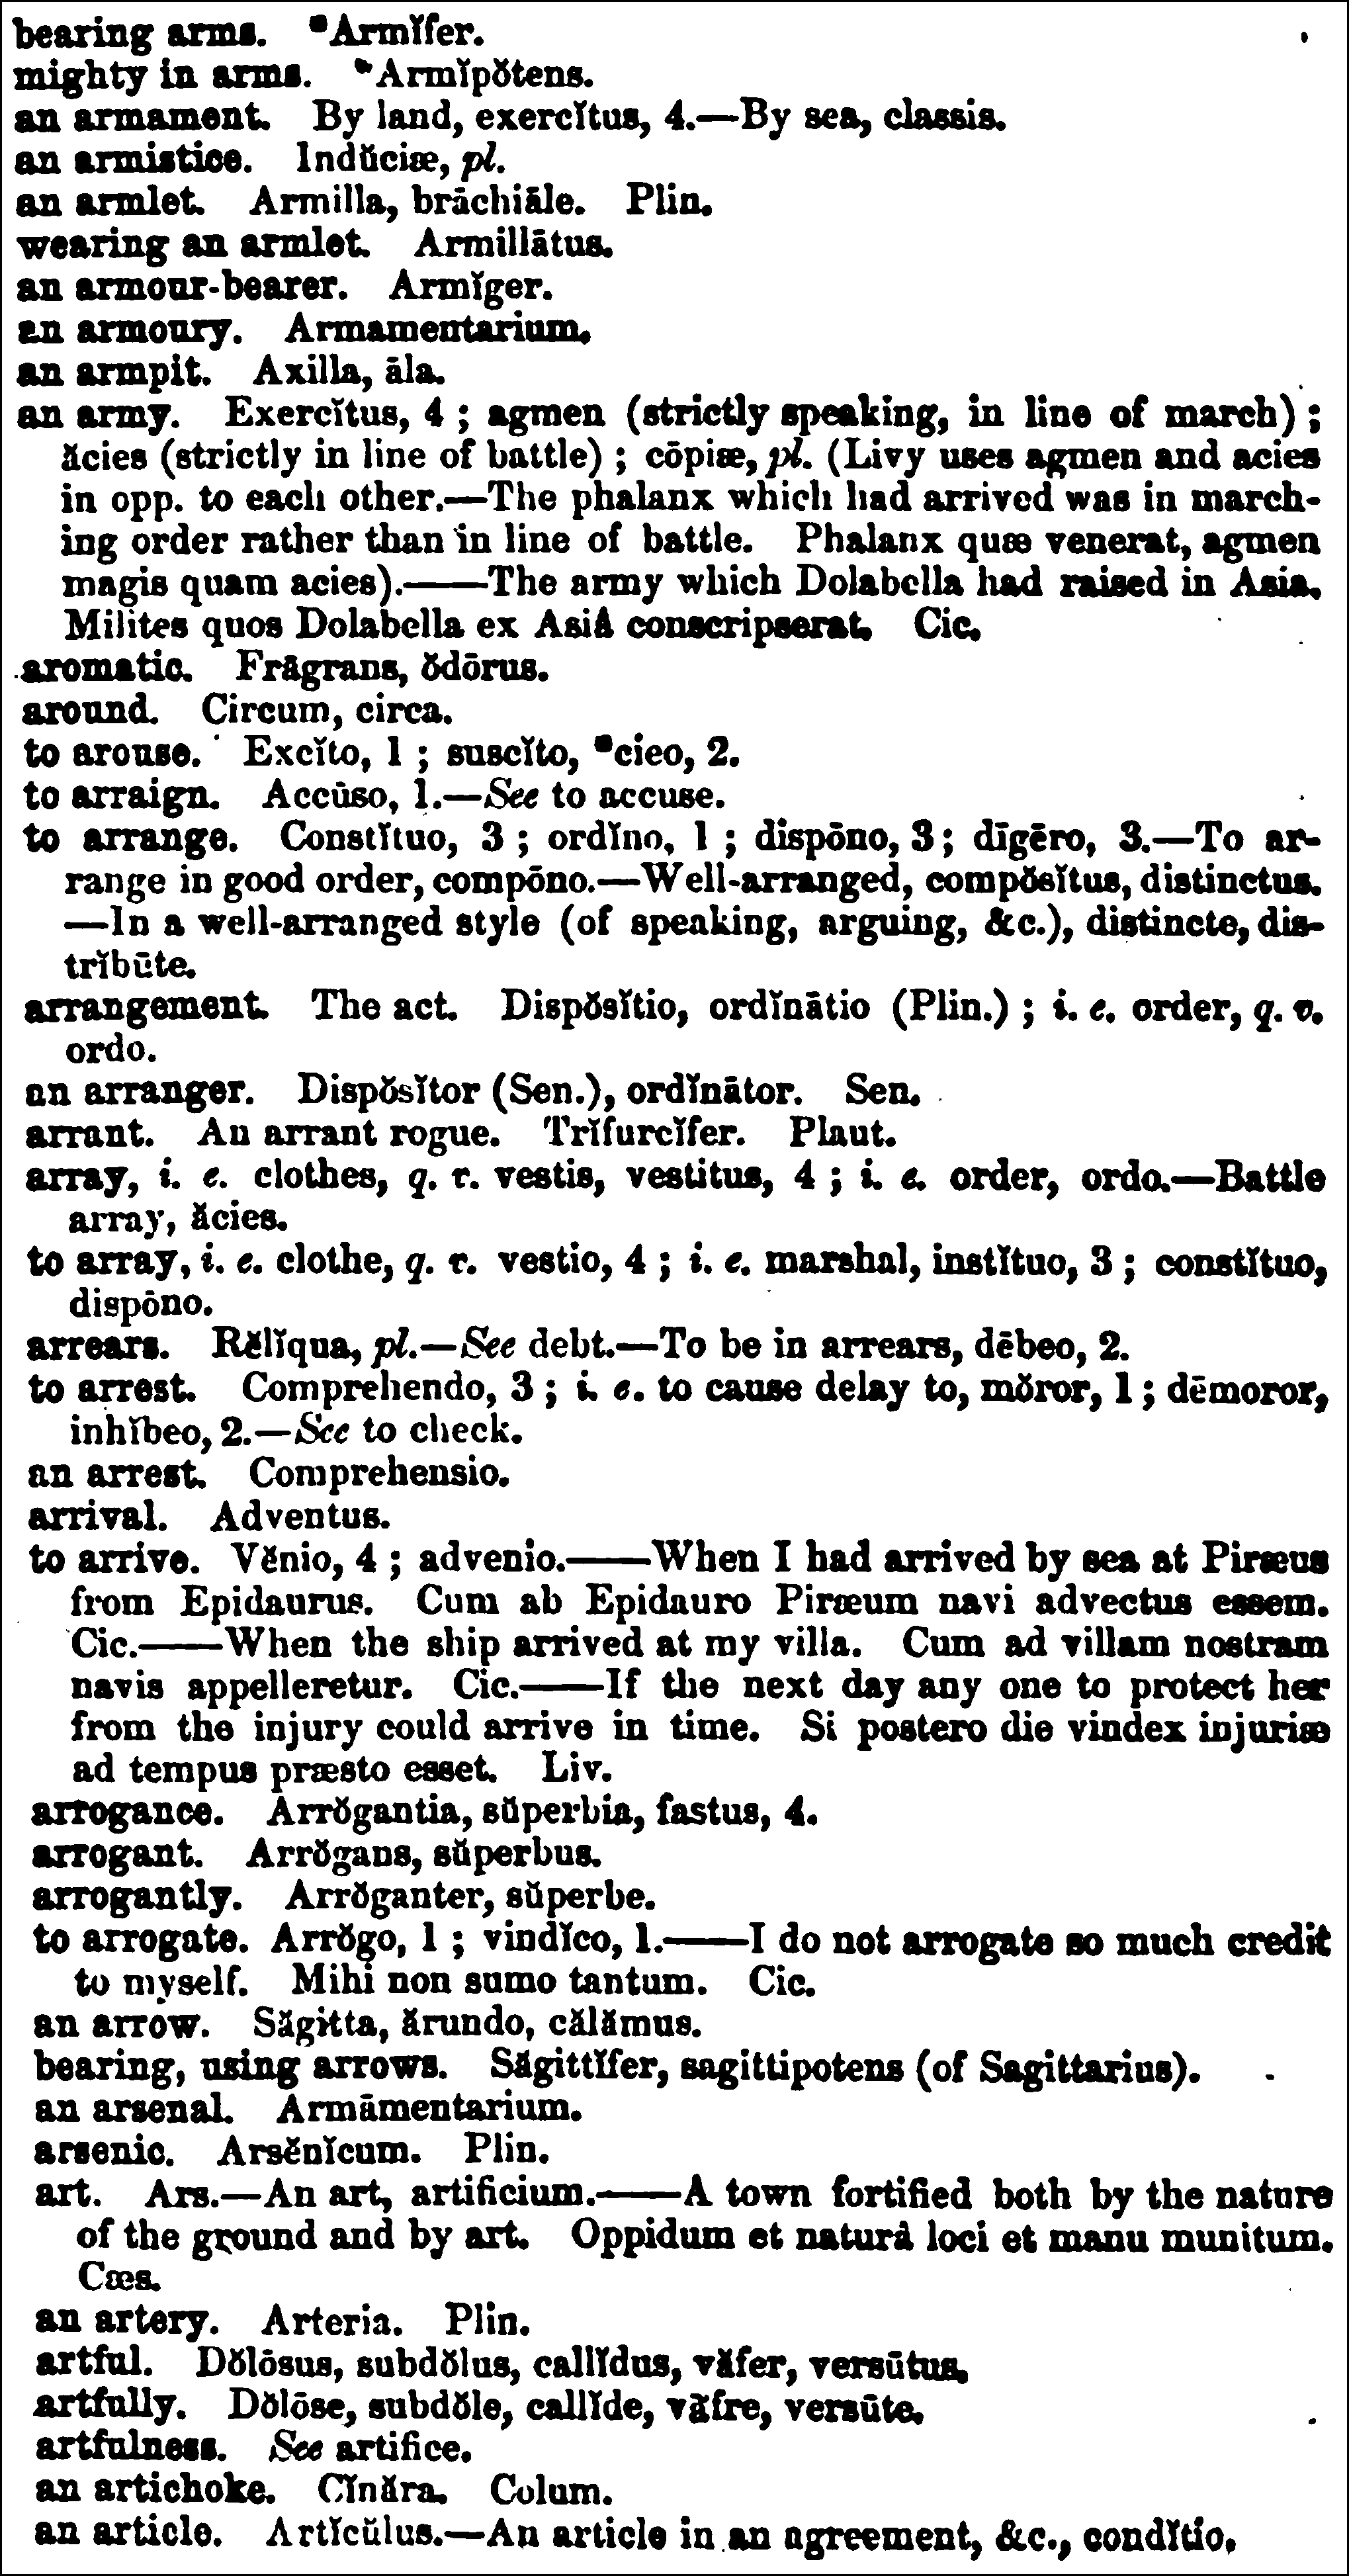 bearing arms. *Armĭfer.
mighty in arms. *Armĭpŏtens.
an armament. By land, exercĭtus, 4.—By sea, classis.
an armistice. Indŭciæ, pl.
an armlet. Armilla, brāchiāle. Plin.
wearing an armlet. Armillātus.
an armour-bearer. Armĭger.
an armoury. Armamentarium.
an armpit. Axilla, āla.
an army. Exercĭtus, 4 ; agmen (strictly speaking, in line of march) ;
ăcies (strictly in line of battle) ; cōpiæ, pl. (Livy uses agmen and acies
in opp. to each other.—The phalanx which had arrived was in march-
ing order rather than in line of battle. Phalanx quæ venerat, agmen
magis quam acies).——The army which Dolabella had raised in Asia.
Milites quos Dolabella ex Asiâ conscripserat. Cic.
aromatic. Frāgrans, ŏdōrus.
around. Circum, circa.
to arouse. Excĭto, 1 ; suscĭto, *cieo, 2.
to arraign. Accūso, 1.—See to accuse.
to arrange. Constĭtuo, 3 ; ordĭno, 1 ; dispōno, 3 ; dīgĕro, 3.—To ar-
range in good order, compōno.—Well-arranged, compŏsĭtus, distinctus.
—In a well-arranged style (of speaking, arguing, &c.), distincte, dis-
trĭbūte.
arrangement. The act. Dispŏsĭtio, ordĭnātio (Plin.) ; i. e. order, q. v.
ordo.
an arranger. Dispŏsĭtor (Sen.), ordĭnātor. Sen.
arrant. An arrant rogue. Trĭfurcĭfer. Plaut.
array, i. e. clothes, q. v. vestis, vestitus, 4 ; i. e. order, ordo.—Battle
array, ăcies.
to array, i. e. clothe, q. v. vestio, 4 ; i. e. marshal, instĭtuo, 3 ; constĭtuo,
dispōno.
arrears. Rĕlĭqua, pl.—See debt.—To be in arrears, dēbeo, 2.
to arrest. Comprehendo, 3 ; i. e. to cause delay to, mŏror, 1 ; dēmoror,
inhĭbeo, 2.—See to check.
an arrest. Comprehensio.
arrival. Adventus.
to arrive. Vĕnio, 4 ; advenio.——When I had arrived by sea at Piræus
from Epidaurus. Cum ab Epidauro Piræum navi advectus essem.
Cic.——When the ship arrived at my villa. Cum ad villam nostram
navis appelleretur. Cic.——If the next day any one to protect her
from the injury could arrive in time. Si postero die vindex injuriæ
ad tempus præsto esset. Liv.
arrogance. Arrŏgantia, sŭperbia, fastus, 4.
arrogant. Arrŏgans, sŭperbus.
arrogantly. Arrŏganter, sŭperbe.
to arrogate. Arrŏgo, 1 ; vindĭco, 1.——I do not arrogate so much credit
to myself. Mihi non sumo tantum. Cic.
an arrow. Săgitta, ărundo, călămus.
bearing, using arrows. Săgittĭfer, sagittipotens (of Sagittarius).
an arsenal. Armāmentarium.
arsenic. Arsĕnĭcum. Plin.
art. Ars.—An art, artificium.——A town fortified both by the nature
of the ground and by art. Oppidum et naturâ loci et manu munitum.
Cæs.
an artery. Arteria. Plin.
artful. Dŏlōsus, subdŏlus, callĭdus, văfer, versūtus.
artfully. Dŏlōse, subdŏle, callĭde, văfre, versūte.
artfulness. See artifice.
an artichoke. Cĭnăra. Colum.
an article. Artĭcŭlus.—An article in an agreement, &c., condĭtio.